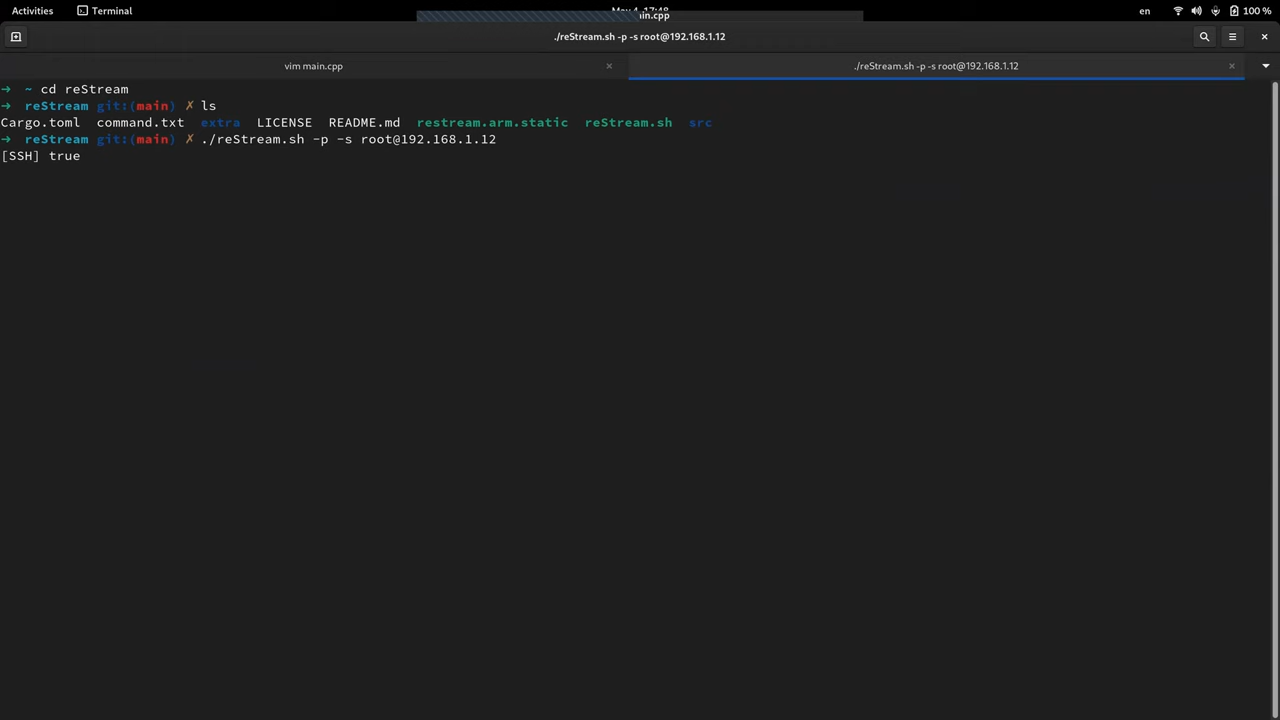 Activities Terminal en 100 %
ain.cpp
./reStream.sh -p -s root@192.168.1.12
vim main.cpp × ./reStream.sh -p -s root@192.168.1.12 ×
➜ ~ cd reStream
➜ reStream git:(main) ✗ ls
Cargo.toml command.txt extra LICENSE README.md restream.arm.static reStream.sh src
➜ reStream git:(main) ✗ ./reStream.sh -p -s root@192.168.1.12
[SSH] true